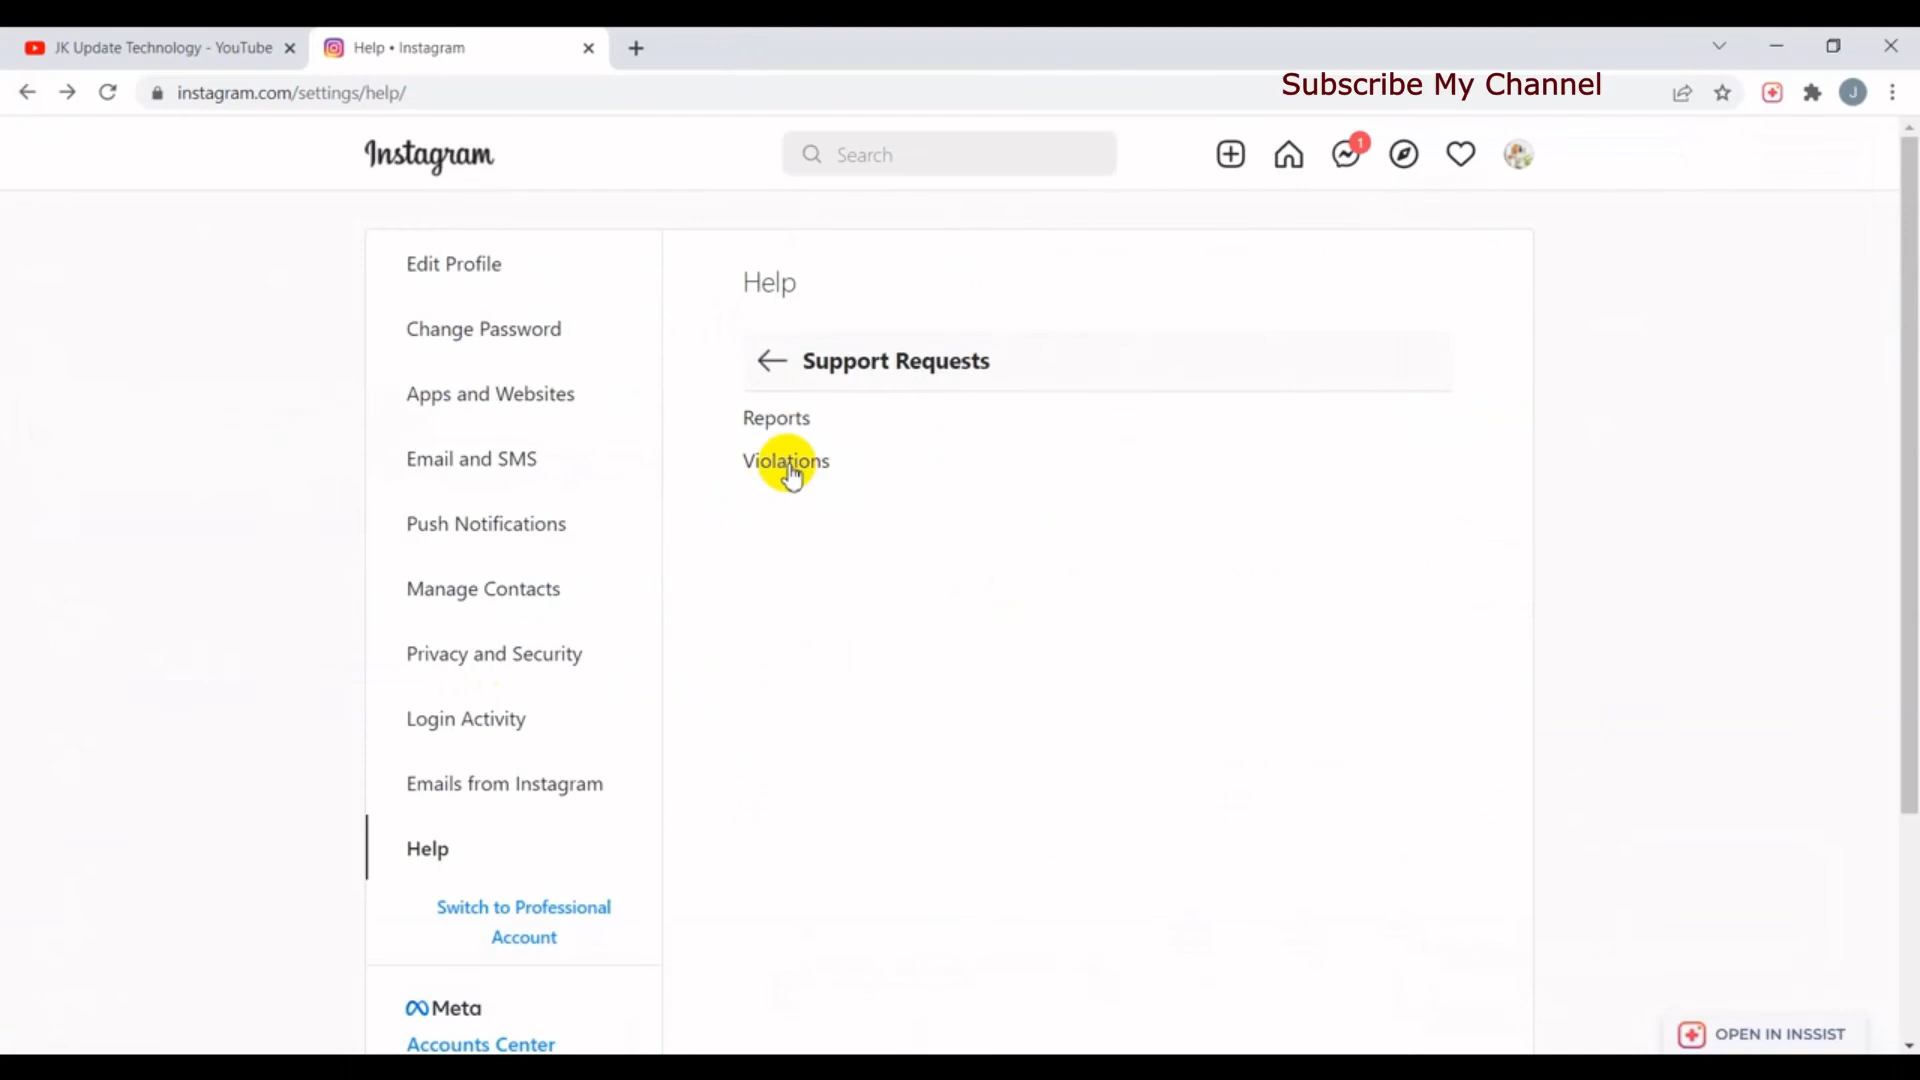 JK Update Technology - YouTube
Help • Instagram
instagram.com/settings/help/
Subscribe My Channel
J
Instagram
Search
1
Edit Profile
Change Password
Apps and Websites
Email and SMS
Push Notifications
Manage Contacts
Privacy and Security
Login Activity
Emails from Instagram
Help
Switch to Professional
Account
Meta
Accounts Center
Help
Support Requests
Reports
Violations
OPEN IN INSSIST